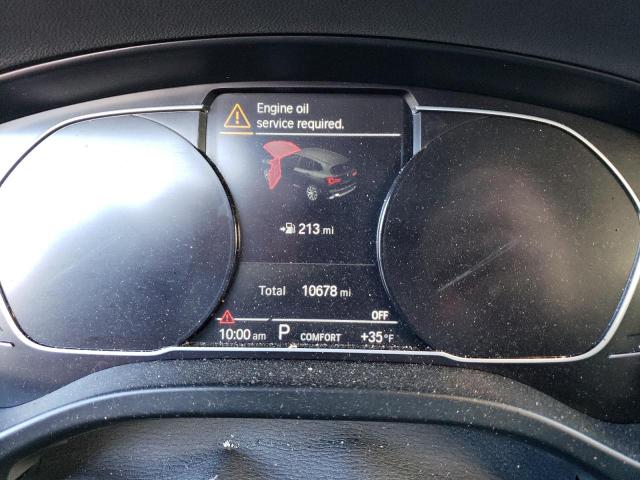 Engine oil
service required.
213 mi
Total 10678 mi
OFF
10:00 am P COMFORT +35°F